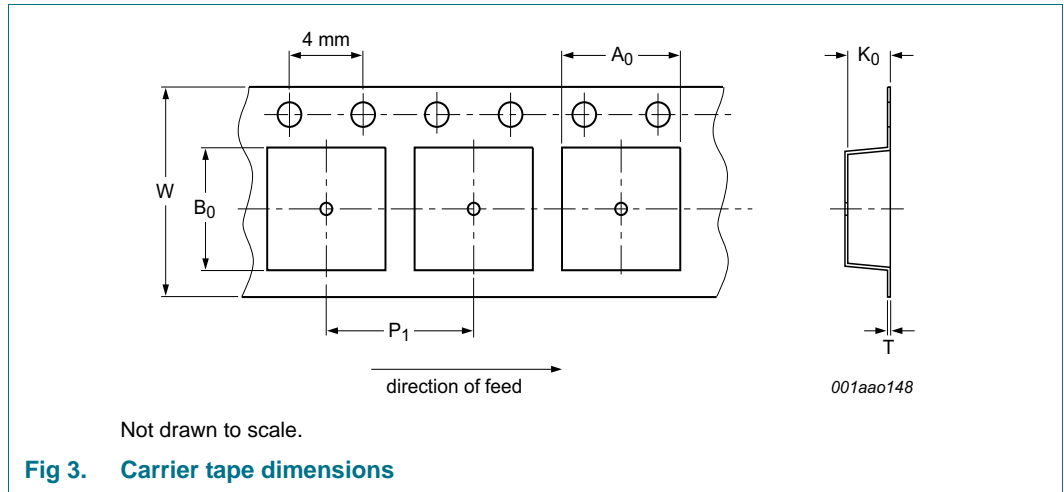 4 mm
A0
K0
W
B0
P1
T
direction of feed
001aao148
Not drawn to scale.
Fig 3. Carrier tape dimensions